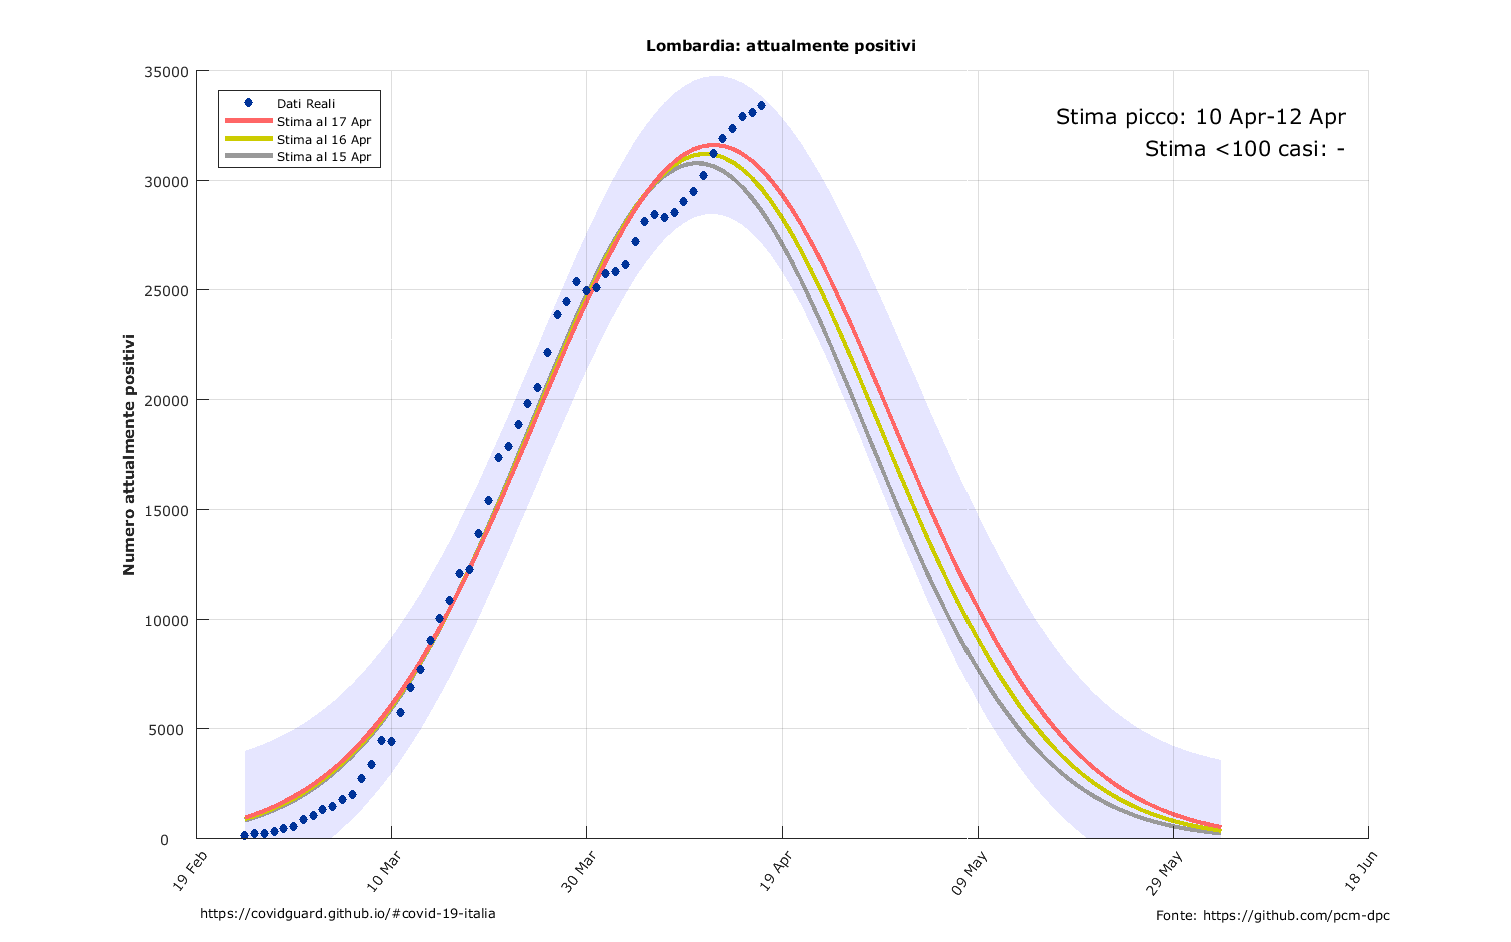 Lombardia: attualmente positivi
35000
30000
25000
20000
15000
10000
5000
0
Numero attualmente positivi
Dati Reali
Stima al 17 Apr
Stima al 16 Apr
Stima al 15 Apr
Stima picco: 10 Apr-12 Apr
Stima <100 casi: -
19 Feb
10 Mar
30 Mar
19 Apr
09 May
29 May
18 Jun
https://covidguard.github.io/#covid-19-italia
Fonte: https://github.com/pcm-dpc